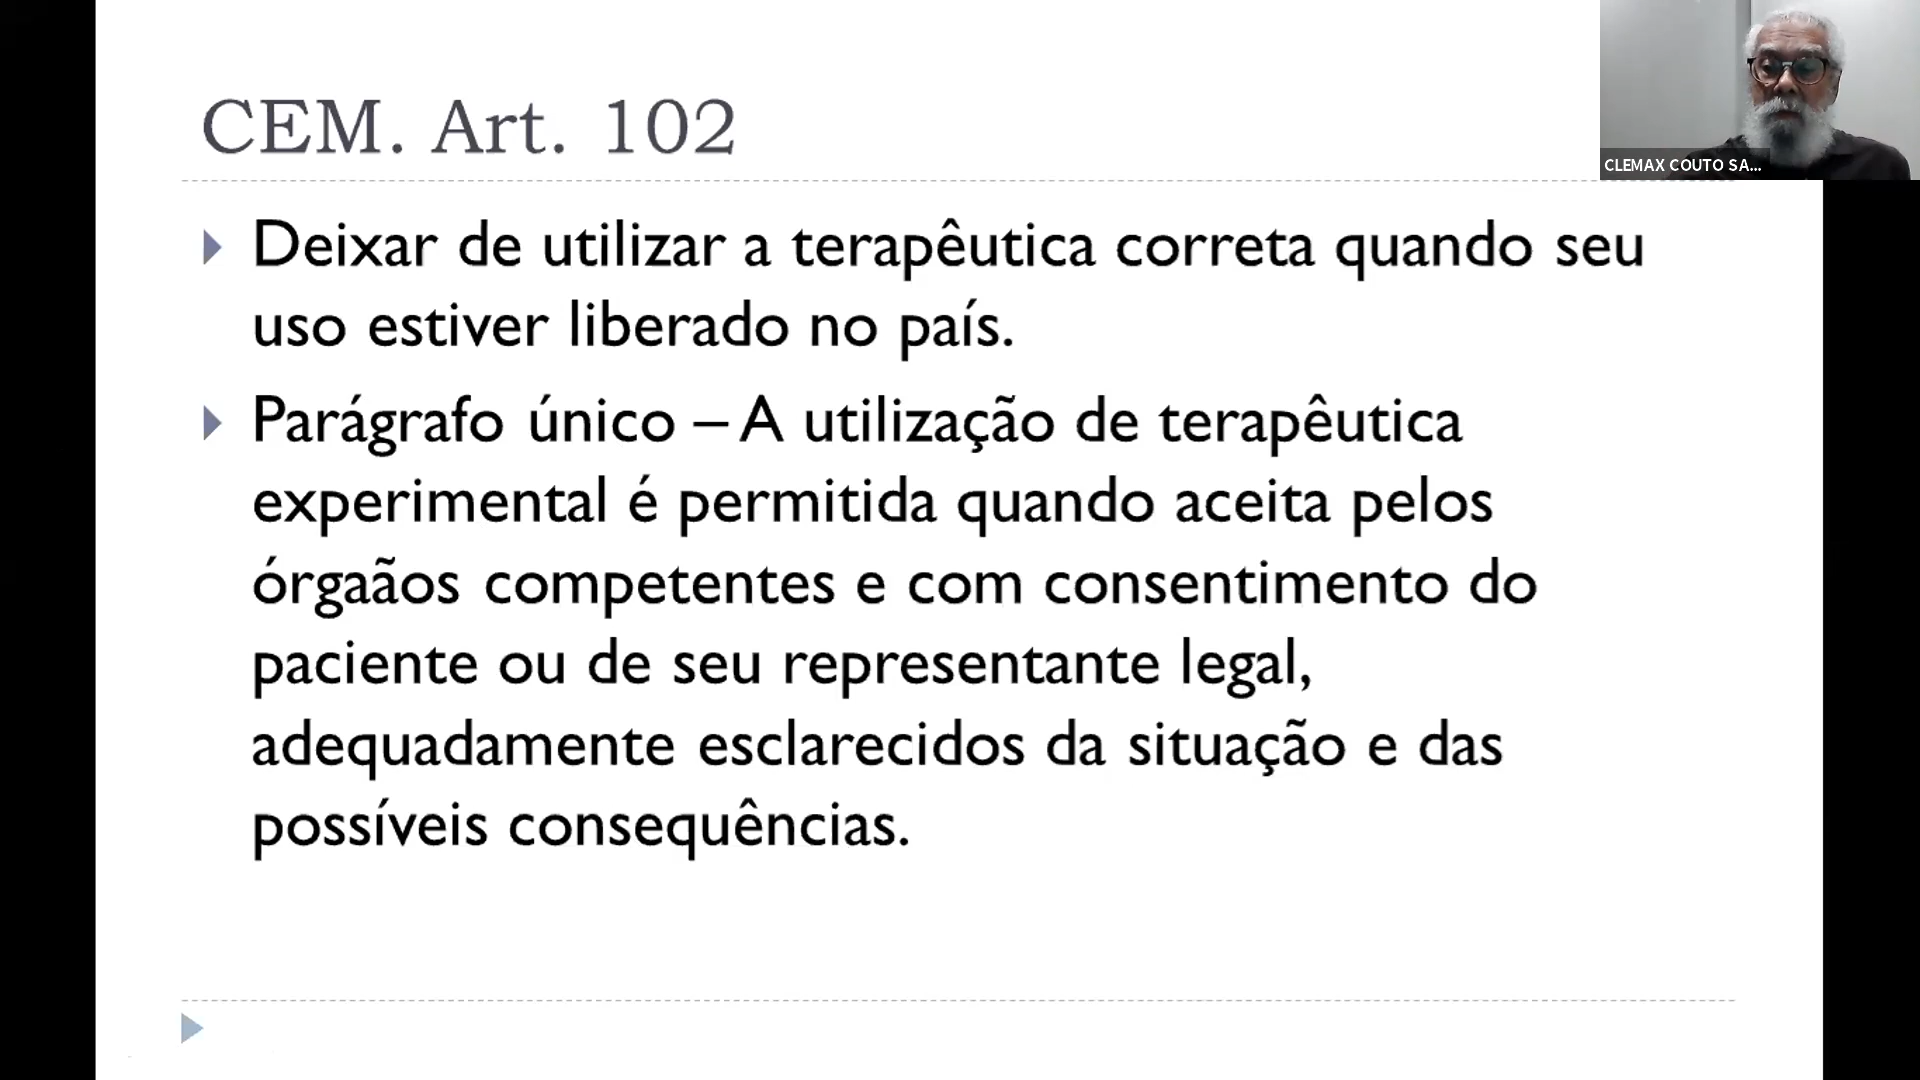 CEM. Art. 102
CLEMAX COUTO SA...
Deixar de utilizar a terapêutica correta quando seu
uso estiver liberado no país.
Parágrafo único – A utilização de terapêutica
experimental é permitida quando aceita pelos
órgaãos competentes e com consentimento do
paciente ou de seu representante legal,
adequadamente esclarecidos da situação e das
possíveis consequências.